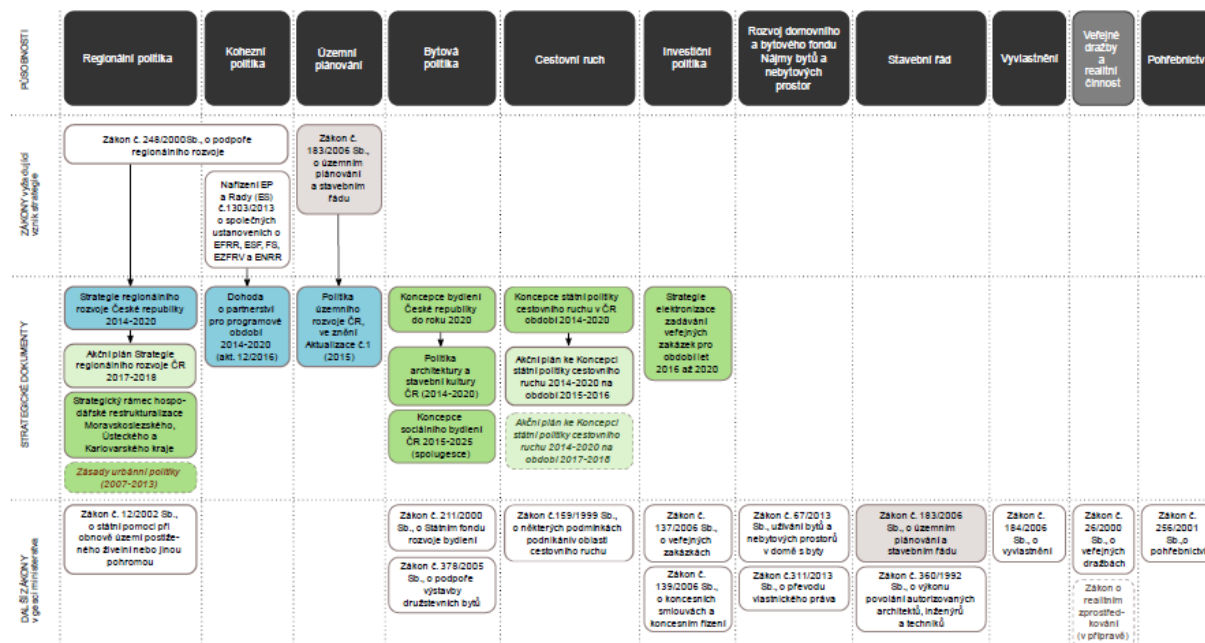 PŮSOBNOSTI
Regionální politika
Kohezní
politika
Územní
plánování
Bytová
politika
Cestovní ruch
Investiční
politika
Rozvoj domovního
a bytového fondu
Nájmy bytů a
nebytových
prostor
Stavební řád
Vyvlastnění
Veřejné
dražby
a
realitní
činnost
Pohřebnictví
ZÁKONY vyžadující
vznik strategie
Zákon č. 248/2000Sb., o podpoře
regionálního rozvoje
Nařízení EP
a Rady (ES)
č.1303/2013
o společných
ustanoveních o
EFRR, ESF, FS,
EZFRV a ENRR
Zákon č.
183/2006 Sb.,
o územním
plánování
a stavebním
řádu
STRATEGICKÉ DOKUMENTY
Strategie regionálního
rozvoje České republiky
2014-2020
Akční plán Strategie
regionálního rozvoje ČR
2017-2018
Strategický rámec hospo-
dářské restrukturalizace
Moravskoslezského,
Ústeckého a
Karlovarského kraje
Zásady urbánní politiky
(2007-2013)
Dohoda
o partnerství
pro programové
období
2014-2020
(akt. 12/2016)
Politika
územního
rozvoje ČR,
ve znění
Aktualizace č.1
(2015)
Koncepce bydlení
České republiky
do roku 2020
Politika
architektury a
stavební kultury
ČR (2014-2020)
Koncepce
sociálního bydlení
ČR 2015-2025
(spolugesce)
Koncepce státní politiky
cestovního ruchu v ČR
období 2014-2020
Akční plán ke Koncepci
státní politiky cestovního
ruchu 2014-2020 na
období 2015-2016
Akční plán ke Koncepci
státní politiky cestovního
ruchu 2014-2020 na
období 2017-2018
Strategie
elektronizace
zadávání
veřejných
zakázek pro
období let
2016 až 2020
DALŠÍ ZÁKONY
v gesci ministerstva
Zákon č. 12/2002 Sb.,
o státní pomoci při
obnově území postiže-
ného živelní nebo jinou
pohromou
Zákon č. 211/2000
Sb., o Státním fondu
rozvoje bydlení
Zákon č. 378/2005
Sb., o podpoře
výstavby
družstevních bytů
Zákon č.159/1999 Sb.,
o některých podmínkách
podnikánív oblasti
cestovního ruchu
Zákon č.
137/2006 Sb.,
o veřejných
zakázkách
Zákon č.
139/2006 Sb.,
o koncesních
smlouvách a
koncesním řízení
Zákon č. 67/2013
Sb., užívání bytů a
nebytových prostorů
v domě s byty
Zákon č.311/2013
Sb., o převodu
vlastnického práva
Zákon č. 183/2006
Sb., o územním
plánování a
stavebním řádu
Zákon č. 360/1992
Sb., o výkonu
povolání autorizovaných
architektů, inženýrů
a techniků
Zákon č.
184/2006
Sb., o
vyvlastnění
Zákon č.
26/2000
Sb., o
veřejných
dražbách
Zákon o
realitním
zprostřed-
kování
(v přípravě)
Zákon č.
256/2001
Sb.,o
pohřebnictví